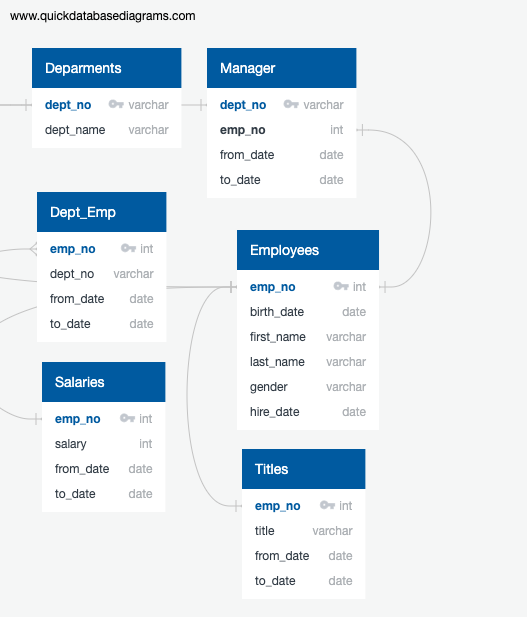 www.quickdatabasediagrams.com
Deparments
dept_no varchar
dept_name varchar
Manager
dept_no varchar
emp_no int
from_date date
to_date date
Dept_Emp
emp_no int
dept_no varchar
from_date date
to_date date
Employees
emp_no int
birth_date date
first_name varchar
last_name varchar
gender varchar
hire_date date
Salaries
emp_no int
salary int
from_date date
to_date date
Titles
emp_no int
title varchar
from_date date
to_date date